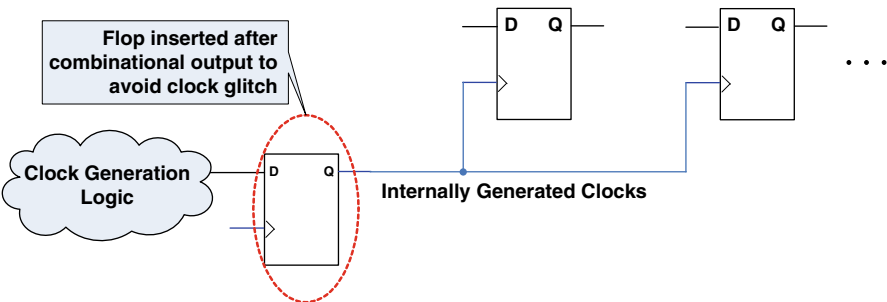 Flop inserted after
combinational output to
avoid clock glitch
D Q
D Q
. . .
Clock Generation
Logic
D Q
Internally Generated Clocks